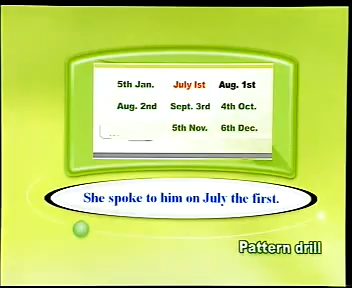 5th Jan. July Ist Aug. 1st
Aug. 2nd Sept. 3rd 4th Oct.
5th Nov. 6th Dec.
She spoke to him on July the first.
Pattern drill